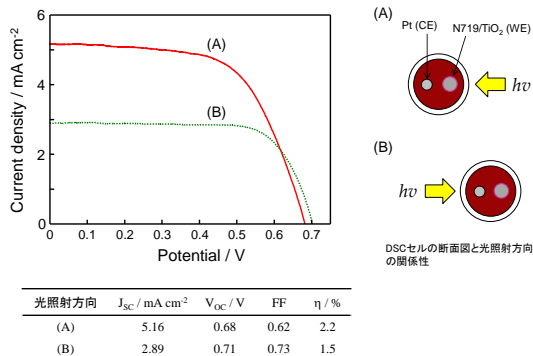 Current density / mA cm⁻²
6
4
2
0
(A)
(B)
0 0.1 0.2 0.3 0.4 0.5 0.6 0.7
Potential / V
(A)
Pt (CE)
N719/TiO₂ (WE)
hν
(B)
hν
DSCセルの断面図と光照射方向
の関係性
光照射方向 J_SC / mA cm⁻² V_OC / V FF η / %
(A) 5.16 0.68 0.62 2.2
(B) 2.89 0.71 0.73 1.5